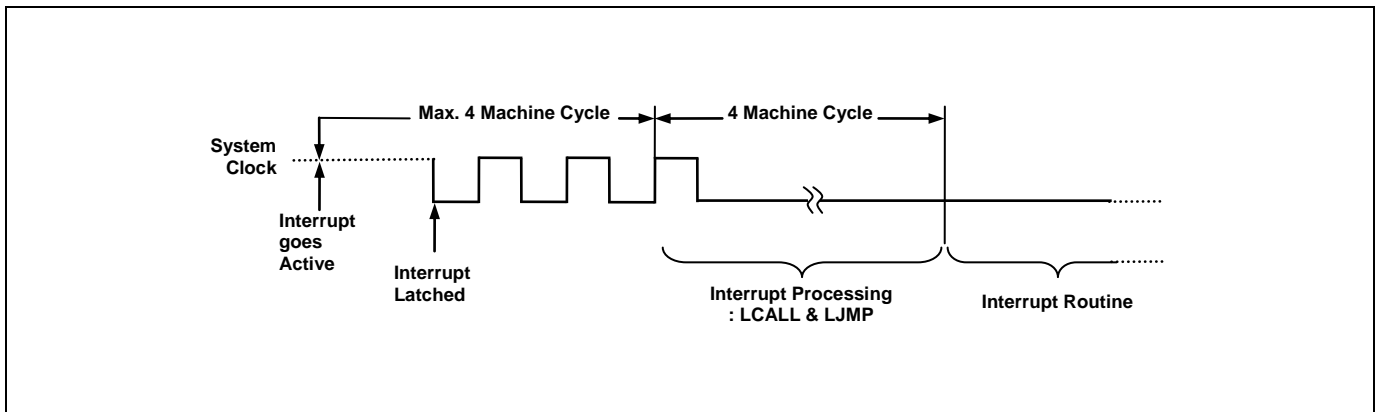 Max. 4 Machine Cycle
4 Machine Cycle
System
Clock
Interrupt
goes
Active
Interrupt
Latched
Interrupt Processing
: LCALL & LJMP
Interrupt Routine